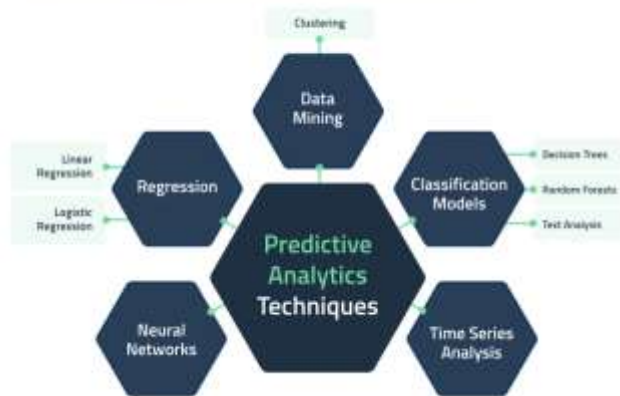 Clustering
Data
Mining
Linear
Regression
Regression
Logistic
Regression
Classification
Models
Decision Trees
Random Forests
Text Analysis
Predictive
Analytics
Techniques
Neural
Networks
Time Series
Analysis